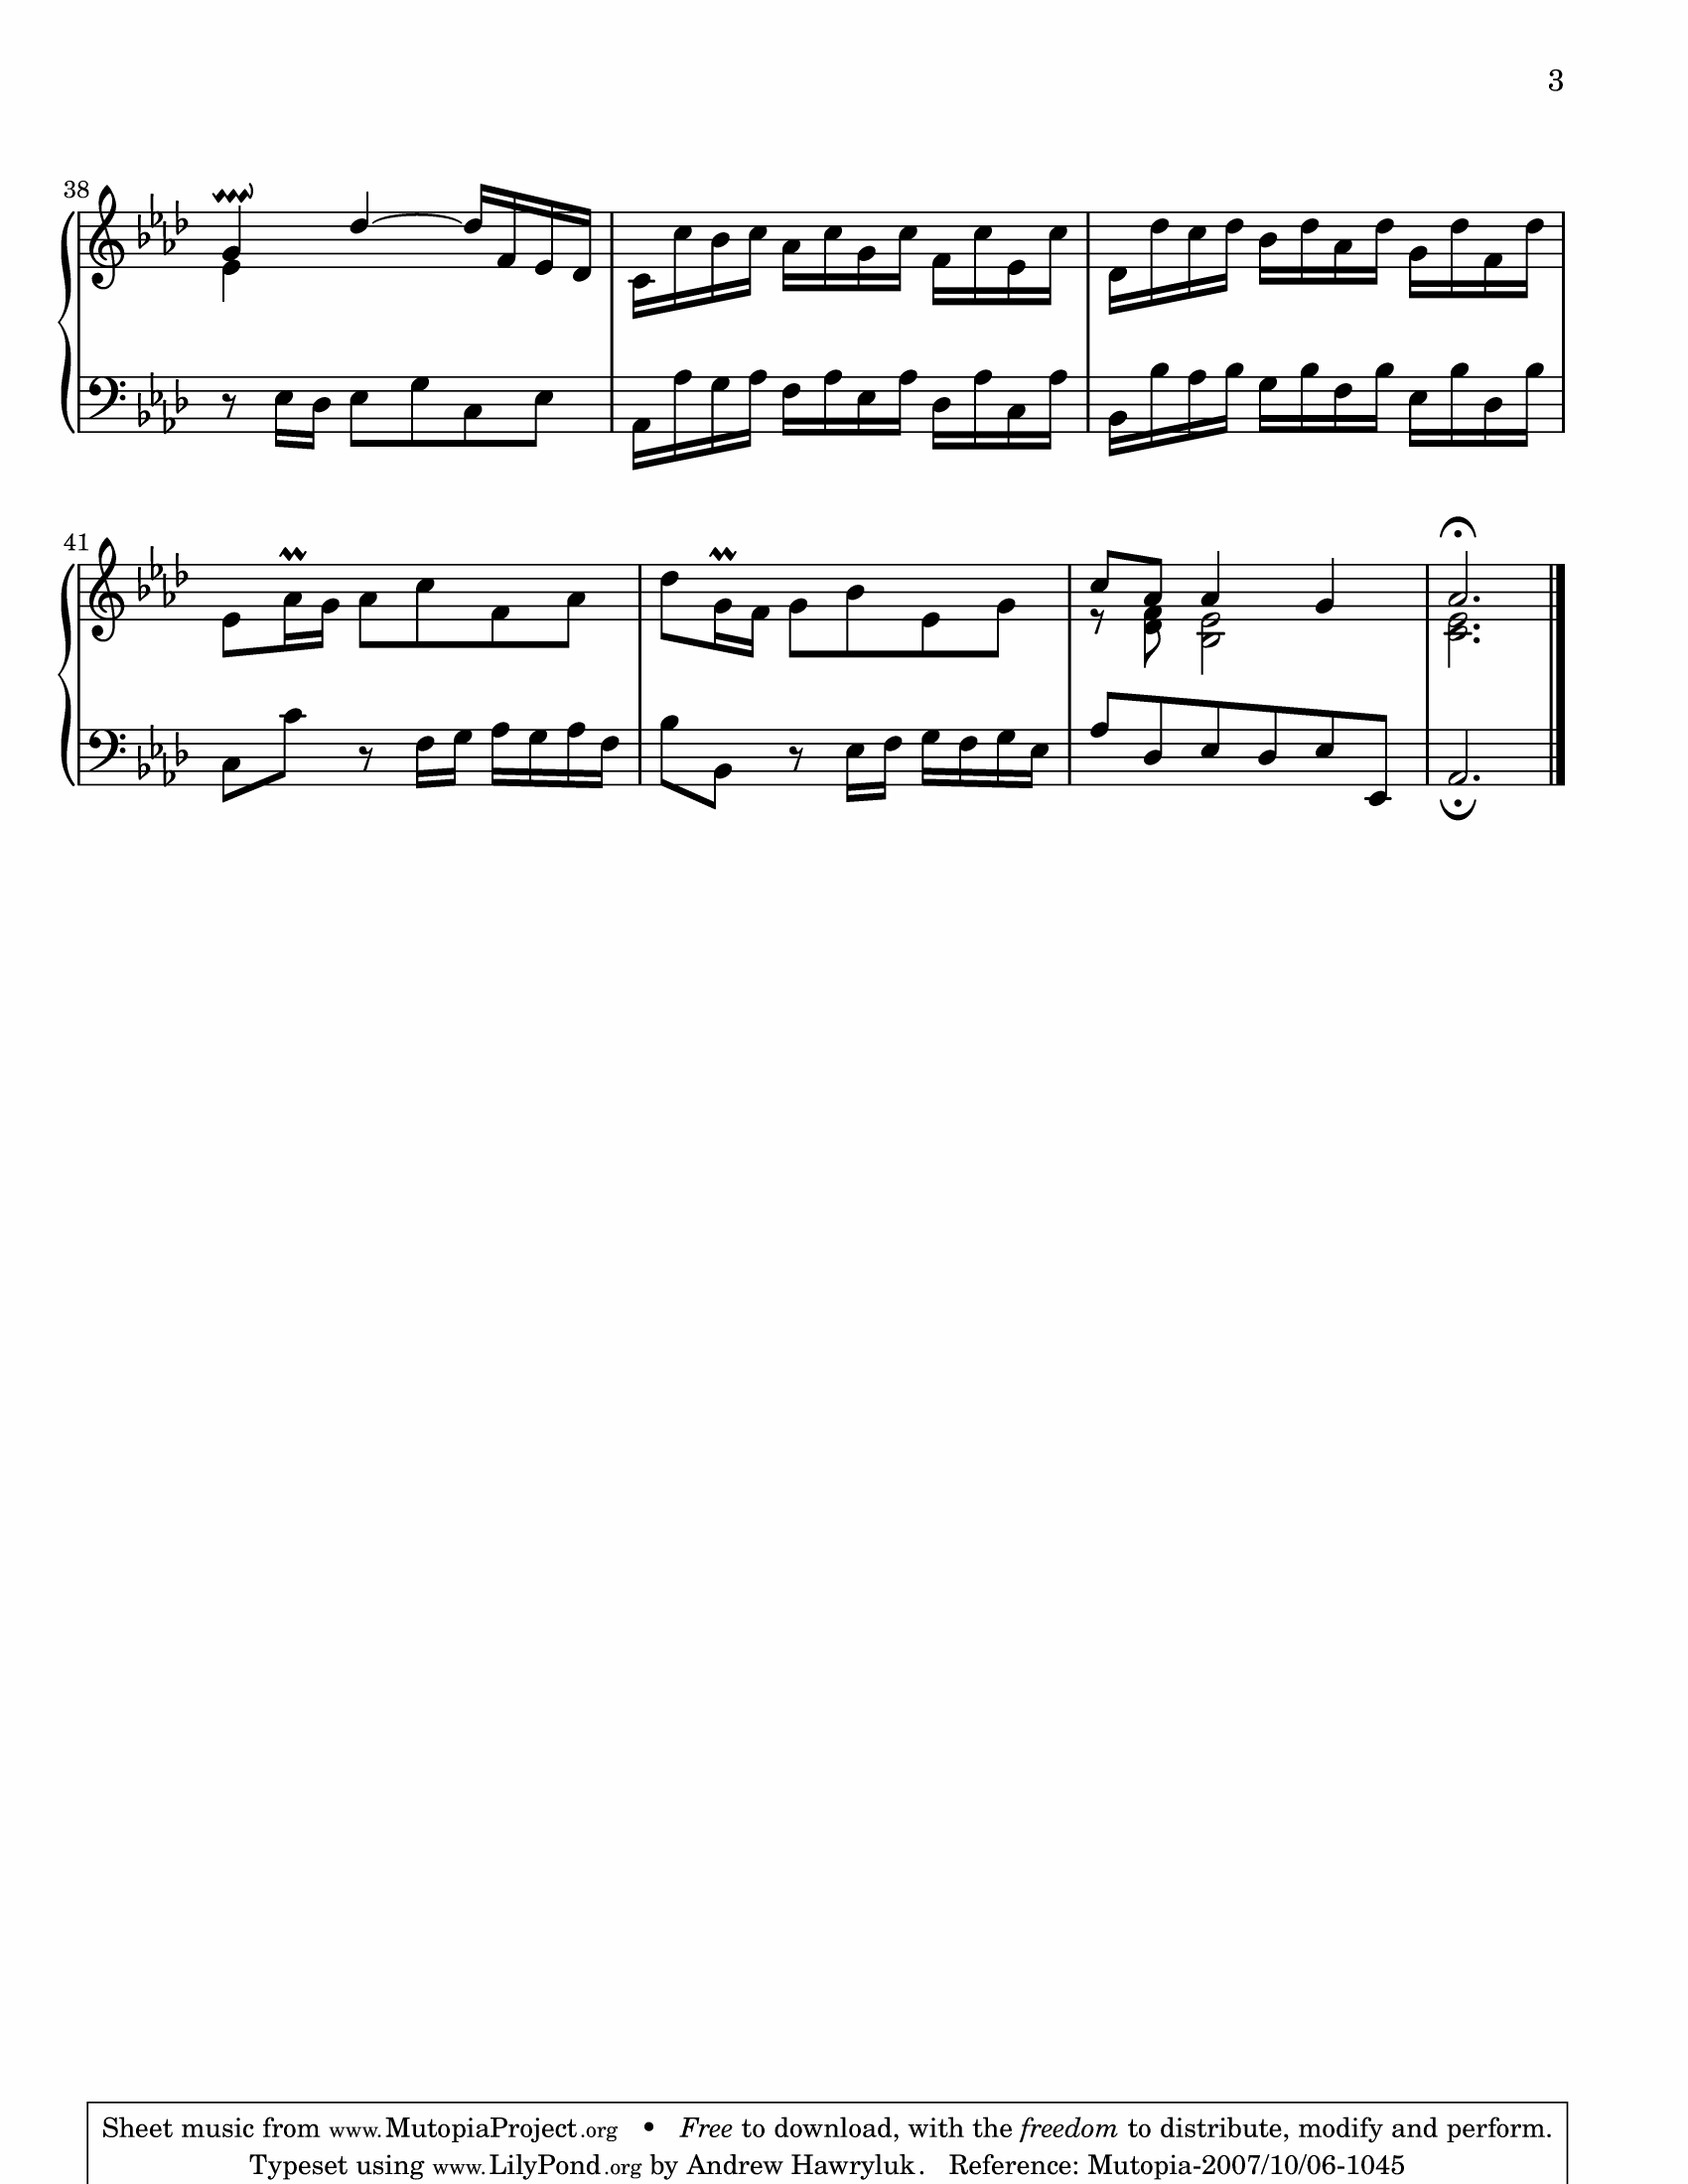 3
38
41
Sheet music from www.MutopiaProject.org • Free to download, with the freedom to distribute, modify and perform.
Typeset using www.LilyPond.org by Andrew Hawryluk. Reference: Mutopia-2007/10/06-1045